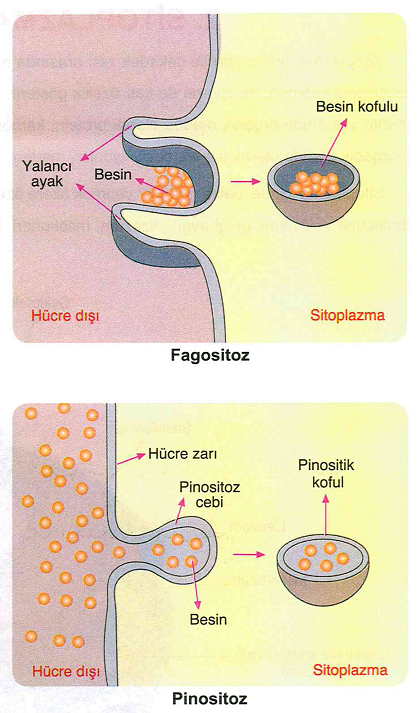 Besin kofulu
Yalancı
ayak
Besin
Hücre dışı
Sitoplazma
Fagositoz
Hücre zarı
Pinositoz
cebi
Pinositik
koful
Besin
Hücre dışı
Sitoplazma
Pinositoz